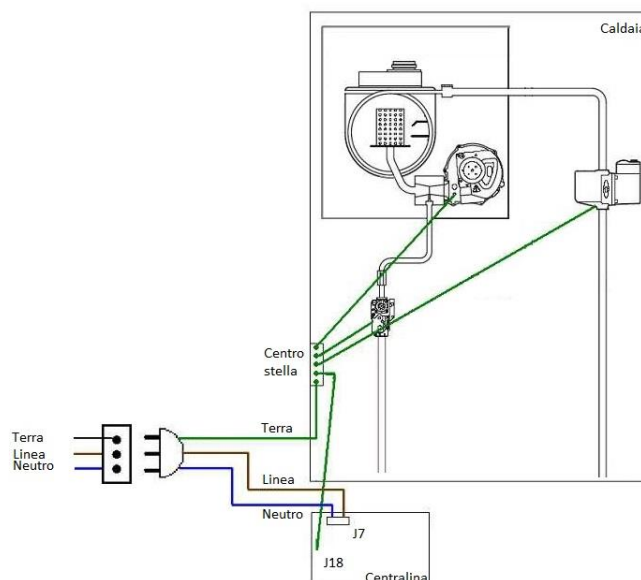 Caldaia
Centro
stella
Terra
Terra
Linea
Neutro
Linea
Neutro
J7
J18
Centralina